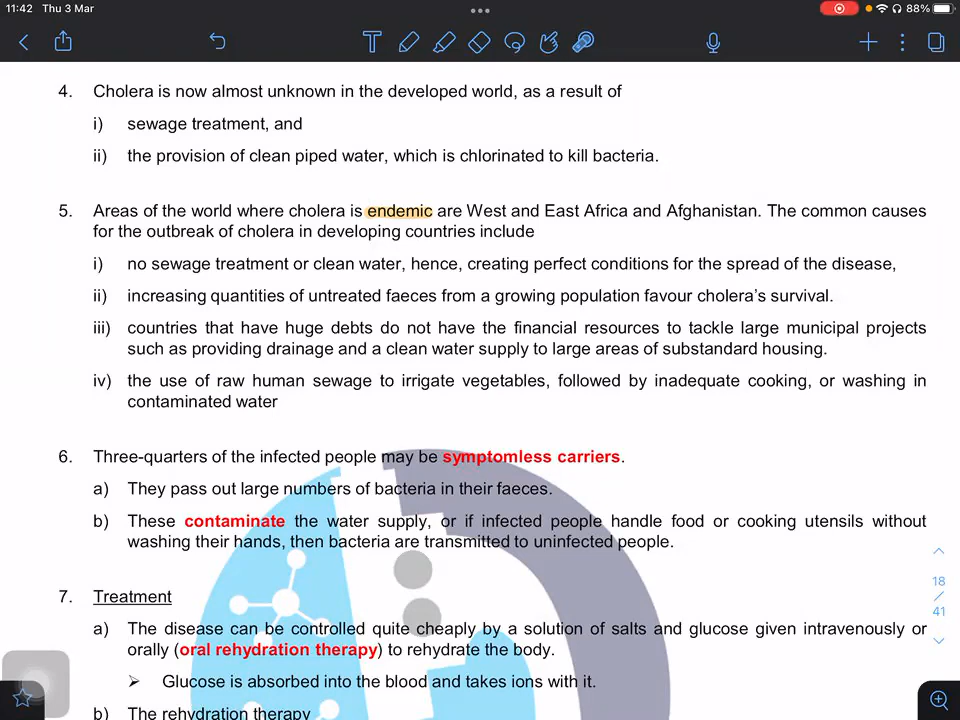 11:42 Thu 3 Mar
88%
4. Cholera is now almost unknown in the developed world, as a result of
i) sewage treatment, and
ii) the provision of clean piped water, which is chlorinated to kill bacteria.
5. Areas of the world where cholera is endemic are West and East Africa and Afghanistan. The common causes
for the outbreak of cholera in developing countries include
i) no sewage treatment or clean water, hence, creating perfect conditions for the spread of the disease,
ii) increasing quantities of untreated faeces from a growing population favour cholera's survival.
iii) countries that have huge debts do not have the financial resources to tackle large municipal projects
such as providing drainage and a clean water supply to large areas of substandard housing.
iv) the use of raw human sewage to irrigate vegetables, followed by inadequate cooking, or washing in
contaminated water
6. Three-quarters of the infected people may be symptomless carriers.
a) They pass out large numbers of bacteria in their faeces.
b) These contaminate the water supply, or if infected people handle food or cooking utensils without
washing their hands, then bacteria are transmitted to uninfected people.
18
/
41
7. Treatment
a) The disease can be controlled quite cheaply by a solution of salts and glucose given intravenously or
orally (oral rehydration therapy) to rehydrate the body.
➢ Glucose is absorbed into the blood and takes ions with it.
b) The rehydration therapy